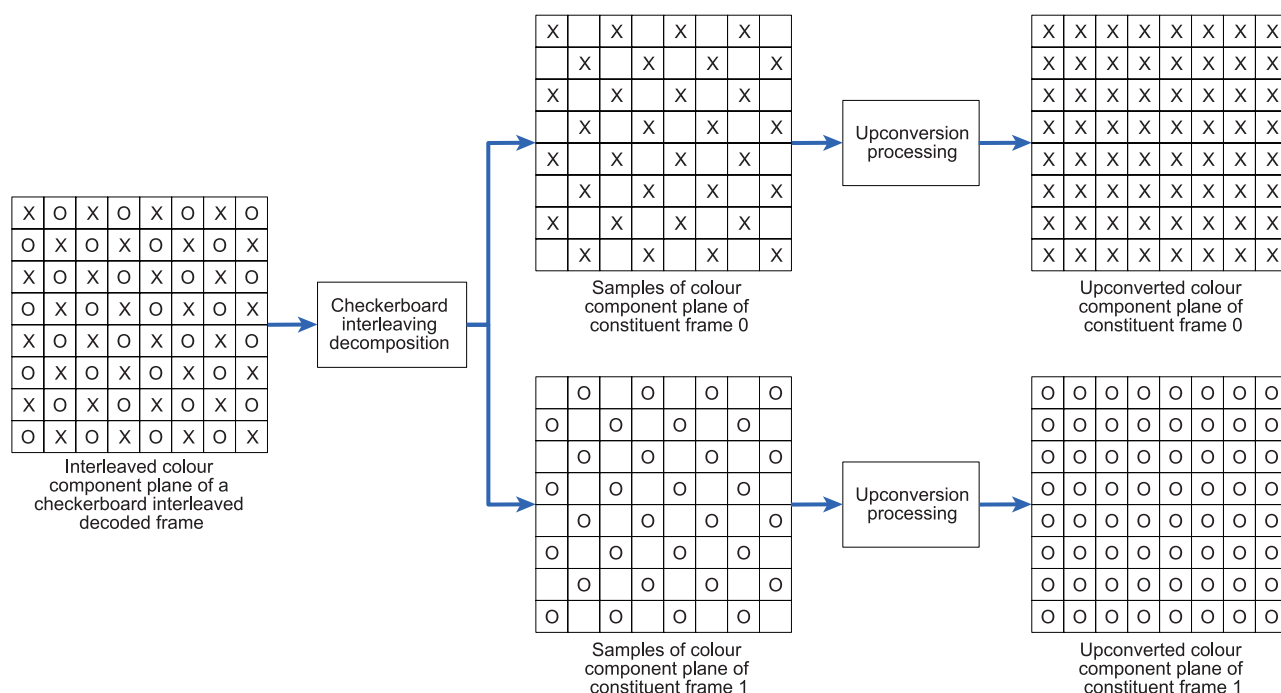 X X X X
X X X X
X X X X
X X X X
X X X X
X X X X
X X X X
X X X X
Samples of colour
component plane of
constituent frame 0
Upconversion
processing
X X X X X X X X
X X X X X X X X
X X X X X X X X
X X X X X X X X
X X X X X X X X
X X X X X X X X
X X X X X X X X
X X X X X X X X
Upconverted colour
component plane of
constituent frame 0
X O X O X O X O
O X O X O X O X
X O X O X O X O
O X O X O X O X
X O X O X O X O
O X O X O X O X
X O X O X O X O
O X O X O X O X
Interleaved colour
component plane of a
checkerboard interleaved
decoded frame
Checkerboard
interleaving
decomposition
O O O O
O O O O
O O O O
O O O O
O O O O
O O O O
O O O O
O O O O
Samples of colour
component plane of
constituent frame 1
Upconversion
processing
O O O O O O O O
O O O O O O O O
O O O O O O O O
O O O O O O O O
O O O O O O O O
O O O O O O O O
O O O O O O O O
O O O O O O O O
Upconverted colour
component plane of
constituent frame 1